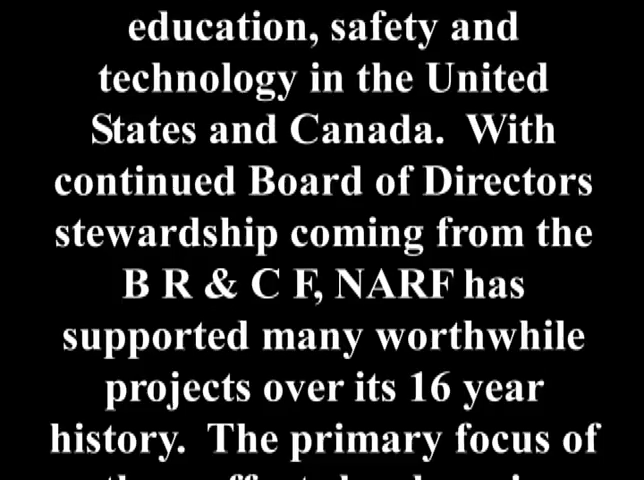 education, safety and
technology in the United
States and Canada.  With
continued Board of Directors
stewardship coming from the
B R & C F, NARF has
supported many worthwhile
projects over its 16 year
history.  The primary focus of